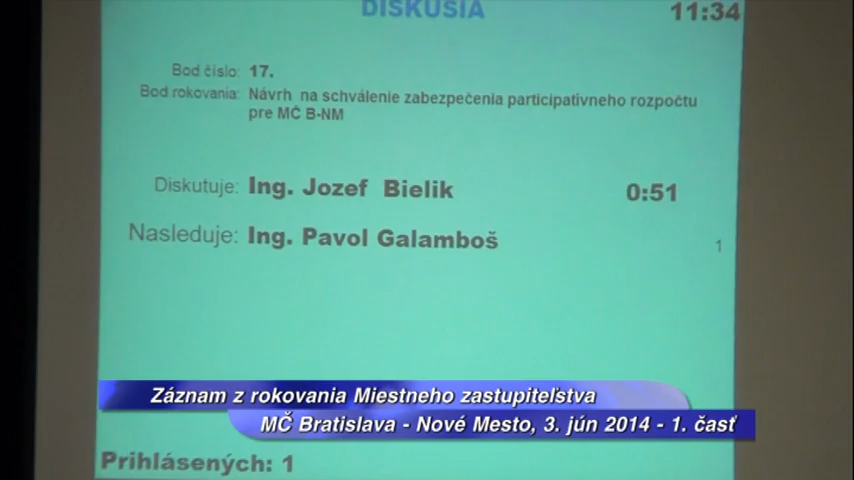 DISKUSIA
11:34
Bod číslo: 17.
Bod rokovania: Návrh na schválenie zabezpečenia participatívneho rozpočtu
pre MČ B-NM
Diskutuje: Ing. Jozef Bielik 0:51
Nasleduje: Ing. Pavol Galamboš 1
Záznam z rokovania Miestneho zastupiteľstva
MČ Bratislava - Nové Mesto, 3. jún 2014 - 1. časť
Prihlásených: 1